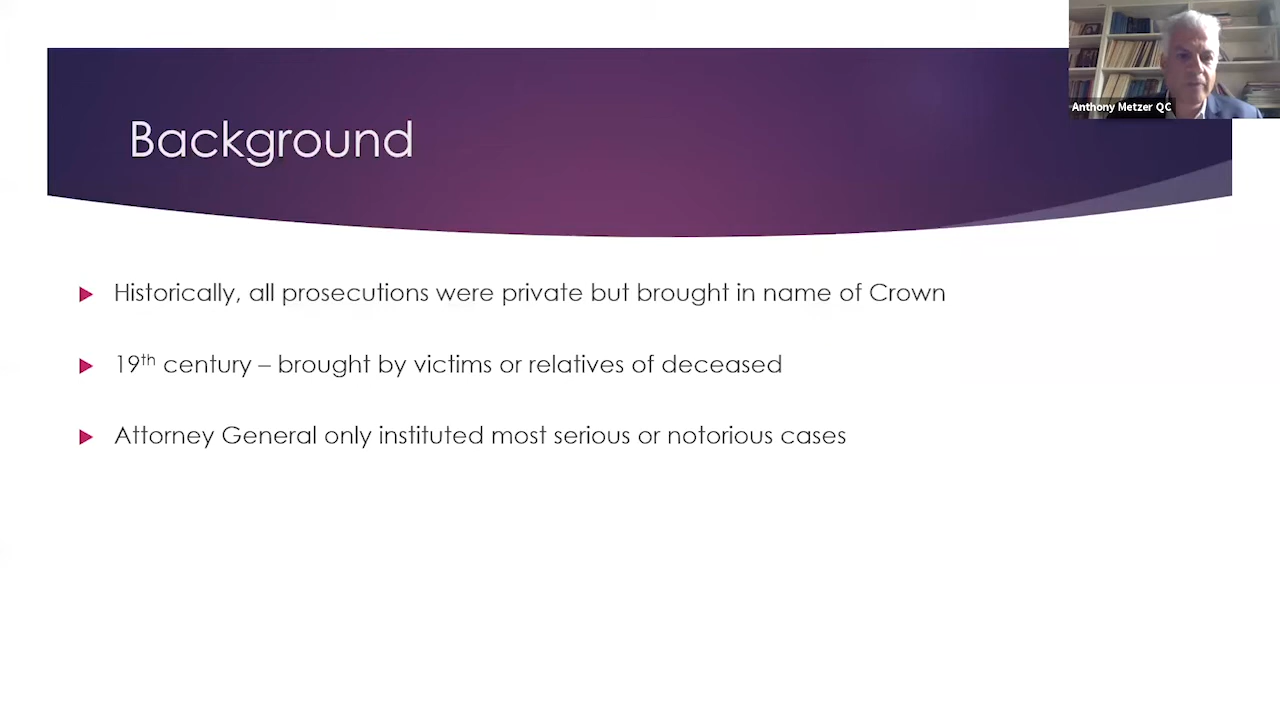 Anthony Metzer QC
Background
Historically, all prosecutions were private but brought in name of Crown
19th century – brought by victims or relatives of deceased
Attorney General only instituted most serious or notorious cases